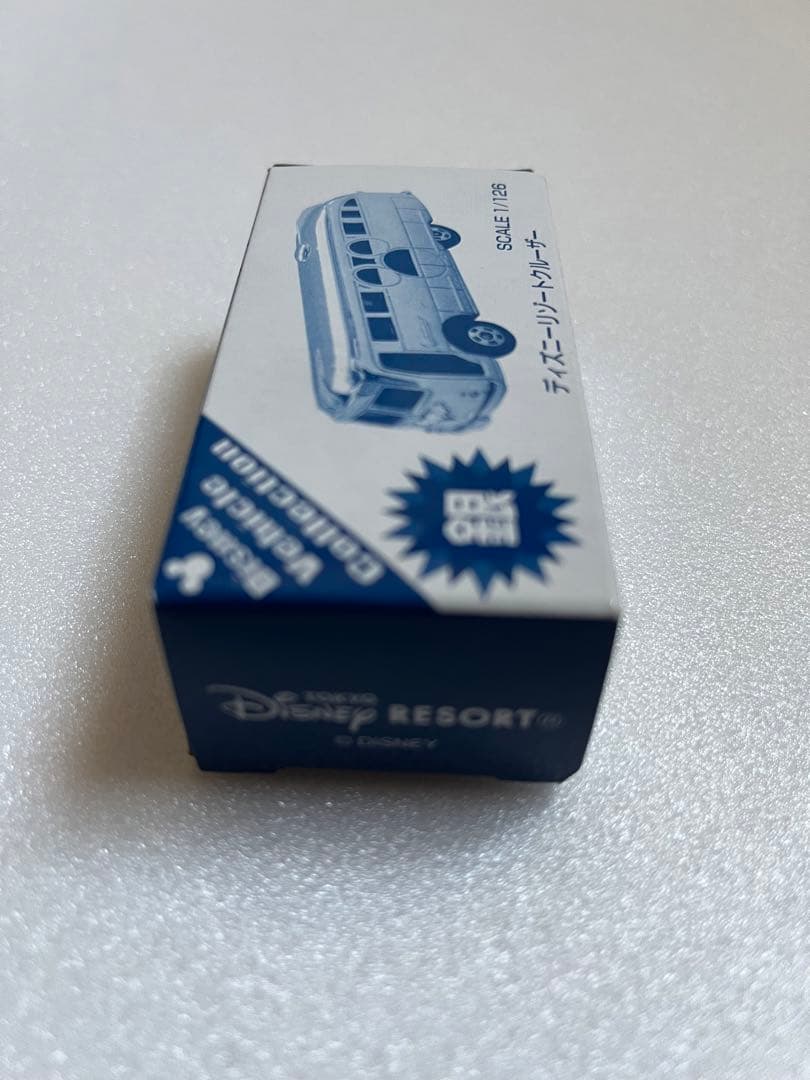 SCALE 1/126
ディズニーリゾートクルーザー
Disney
Vehicle
Collection
TOKYO
Disney RESORT®
© DISNEY